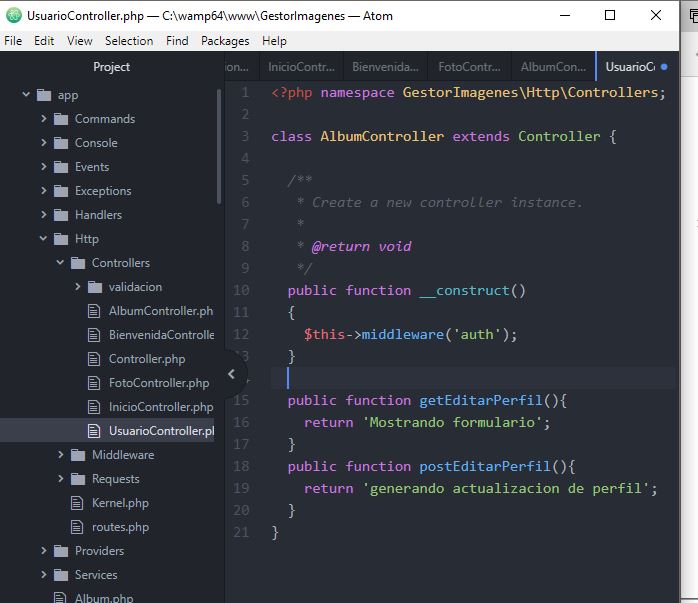 UsuarioController.php — C:\wamp64\www\GestorImagenes — Atom
File Edit View Selection Find Packages Help
Project
on... InicioContr... Bienvenida... FotoContr... AlbumCon... UsuarioCo
app
Commands
Console
Events
Exceptions
Handlers
Http
Controllers
validacion
AlbumController.ph
BienvenidaControlle
Controller.php
FotoController.php
InicioController.php
UsuarioController.pl
Middleware
Requests
Kernel.php
routes.php
Providers
Services
Album.php
1 <?php namespace GestorImagenes\Http\Controllers;
2
3 class AlbumController extends Controller {
4
5 /**
6 * Create a new controller instance.
7 *
8 * @return void
9 */
10 public function __construct()
11 {
12 $this->middleware('auth');
13 }
15 public function getEditarPerfil(){
16 return 'Mostrando formulario';
17 }
18 public function postEditarPerfil(){
19 return 'generando actualizacion de perfil';
20 }
21 }